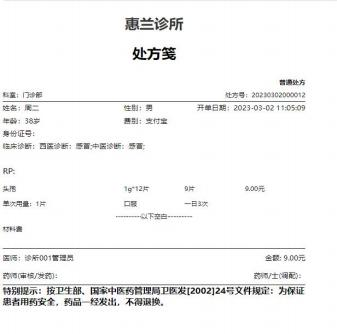 惠兰诊所
处方笺
普通处方
科室：门诊部 处方号：20230302000012
姓名：周二 性别：男 开单日期：2023-03-02 11:05:09
年龄：38岁 费别：支付宝
身份证号：
临床诊断：西医诊断：感冒;中医诊断：感冒;
RP:
头孢 1g*12片 9片 9.00元
单次用量：1片 口服 一日3次
---------以下空白---------
材料费
医师：诊所001管理员 金额：9.00元
药师(审核/发药)： 药师/士(调配)：
特别提示：按卫生部、国家中医药管理局卫医发[2002]24号文件规定：为保证
患者用药安全，药品一经发出，不得退换。